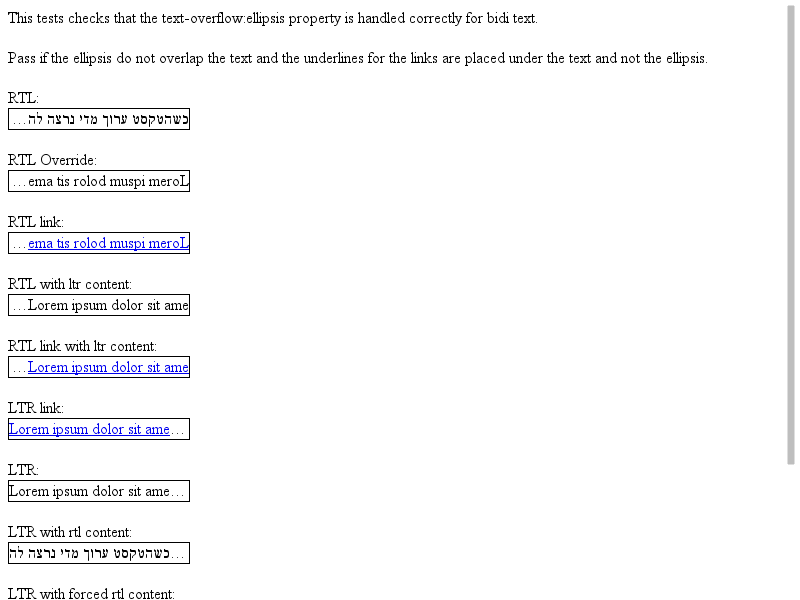 This tests checks that the text-overflow:ellipsis property is handled correctly for bidi text.
Pass if the ellipsis do not overlap the text and the underlines for the links are placed under the text and not the ellipsis.
RTL:
כשהטקסט ערוך מדי נרצה לה…
RTL Override:
…ema tis rolod muspi meroL
RTL link:
…ema tis rolod muspi meroL
RTL with ltr content:
…Lorem ipsum dolor sit ame
RTL link with ltr content:
…Lorem ipsum dolor sit ame
LTR link:
Lorem ipsum dolor sit ame…
LTR:
Lorem ipsum dolor sit ame…
LTR with rtl content:
…כשהטקסט ערוך מדי נרצה לה
LTR with forced rtl content: